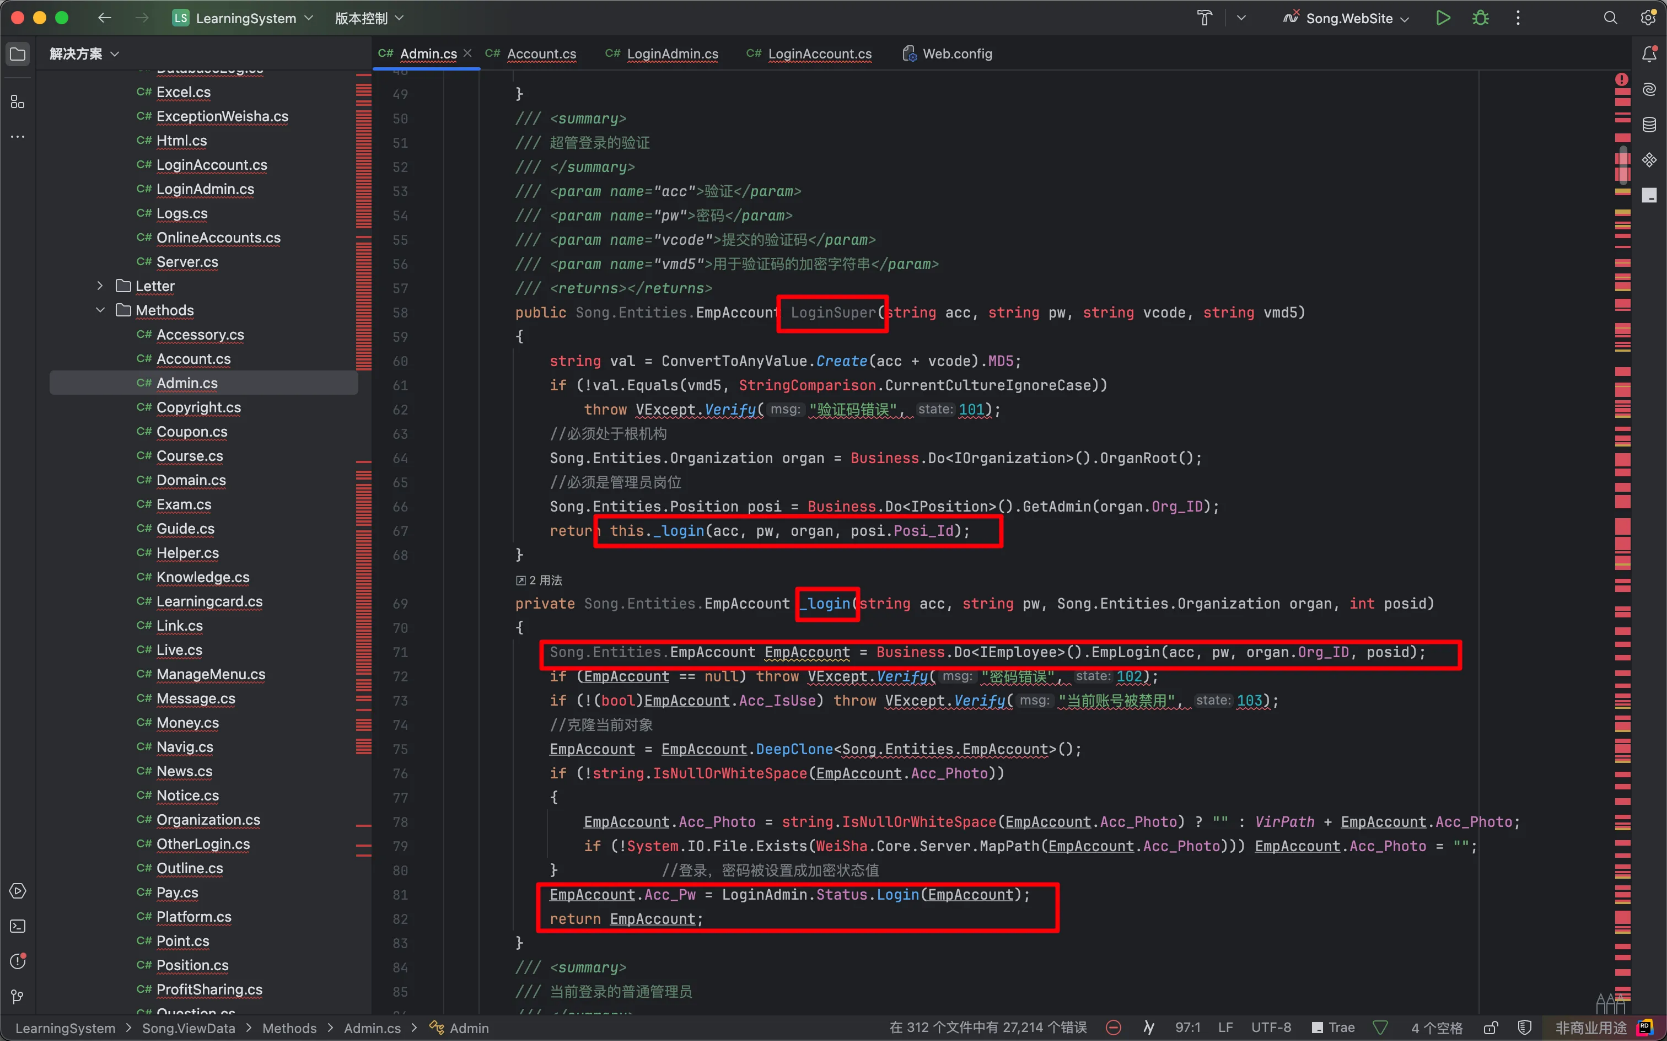 LS LearningSystem 版本控制 Song.WebSite
解决方案
C# Admin.cs C# Account.cs C# LoginAdmin.cs C# LoginAccount.cs Web.config
C# DatabaseLog.cs
C# Excel.cs
C# ExceptionWeisha.cs
C# Html.cs
C# LoginAccount.cs
C# LoginAdmin.cs
C# Logs.cs
C# OnlineAccounts.cs
C# Server.cs
Letter
Methods
C# Accessory.cs
C# Account.cs
C# Admin.cs
C# Copyright.cs
C# Coupon.cs
C# Course.cs
C# Domain.cs
C# Exam.cs
C# Guide.cs
C# Helper.cs
C# Knowledge.cs
C# Learningcard.cs
C# Link.cs
C# Live.cs
C# ManageMenu.cs
C# Message.cs
C# Money.cs
C# Navig.cs
C# News.cs
C# Notice.cs
C# Organization.cs
C# OtherLogin.cs
C# Outline.cs
C# Pay.cs
C# Platform.cs
C# Point.cs
C# Position.cs
C# ProfitSharing.cs
C# Question.cs
48
49 }
50 /// <summary>
51 /// 超管登录的验证
52 /// </summary>
53 /// <param name="acc">验证</param>
54 /// <param name="pw">密码</param>
55 /// <param name="vcode">提交的验证码</param>
56 /// <param name="vmd5">用于验证码的加密字符串</param>
57 /// <returns></returns>
58 public Song.Entities.EmpAccount LoginSuper(string acc, string pw, string vcode, string vmd5)
59 {
60 string val = ConvertToAnyValue.Create(acc + vcode).MD5;
61 if (!val.Equals(vmd5, StringComparison.CurrentCultureIgnoreCase))
62 throw VExcept.Verify( msg: "验证码错误", state: 101);
63 //必须处于根机构
64 Song.Entities.Organization organ = Business.Do<IOrganization>().OrganRoot();
65 //必须是管理员岗位
66 Song.Entities.Position posi = Business.Do<IPosition>().GetAdmin(organ.Org_ID);
67 return this._login(acc, pw, organ, posi.Posi_Id);
68 }
2 用法
69 private Song.Entities.EmpAccount _login(string acc, string pw, Song.Entities.Organization organ, int posid)
70 {
71 Song.Entities.EmpAccount EmpAccount = Business.Do<IEmployee>().EmpLogin(acc, pw, organ.Org_ID, posid);
72 if (EmpAccount == null) throw VExcept.Verify( msg: "密码错误", state: 102);
73 if (!(bool)EmpAccount.Acc_IsUse) throw VExcept.Verify( msg: "当前账号被禁用", state: 103);
74 //克隆当前对象
75 EmpAccount = EmpAccount.DeepClone<Song.Entities.EmpAccount>();
76 if (!string.IsNullOrWhiteSpace(EmpAccount.Acc_Photo))
77 {
78 EmpAccount.Acc_Photo = string.IsNullOrWhiteSpace(EmpAccount.Acc_Photo) ? "" : VirPath + EmpAccount.Acc_Photo;
79 if (!System.IO.File.Exists(WeiSha.Core.Server.MapPath(EmpAccount.Acc_Photo))) EmpAccount.Acc_Photo = "";
80 } //登录，密码被设置成加密状态值
81 EmpAccount.Acc_Pw = LoginAdmin.Status.Login(EmpAccount);
82 return EmpAccount;
83 }
84 /// <summary>
85 /// 当前登录的普通管理员
/// </summary>
LearningSystem > Song.ViewData > Methods > Admin.cs > Admin 在 312 个文件中有 27,214 个错误 97:1 LF UTF-8 Trae 4 个空格 非商业用途 RD